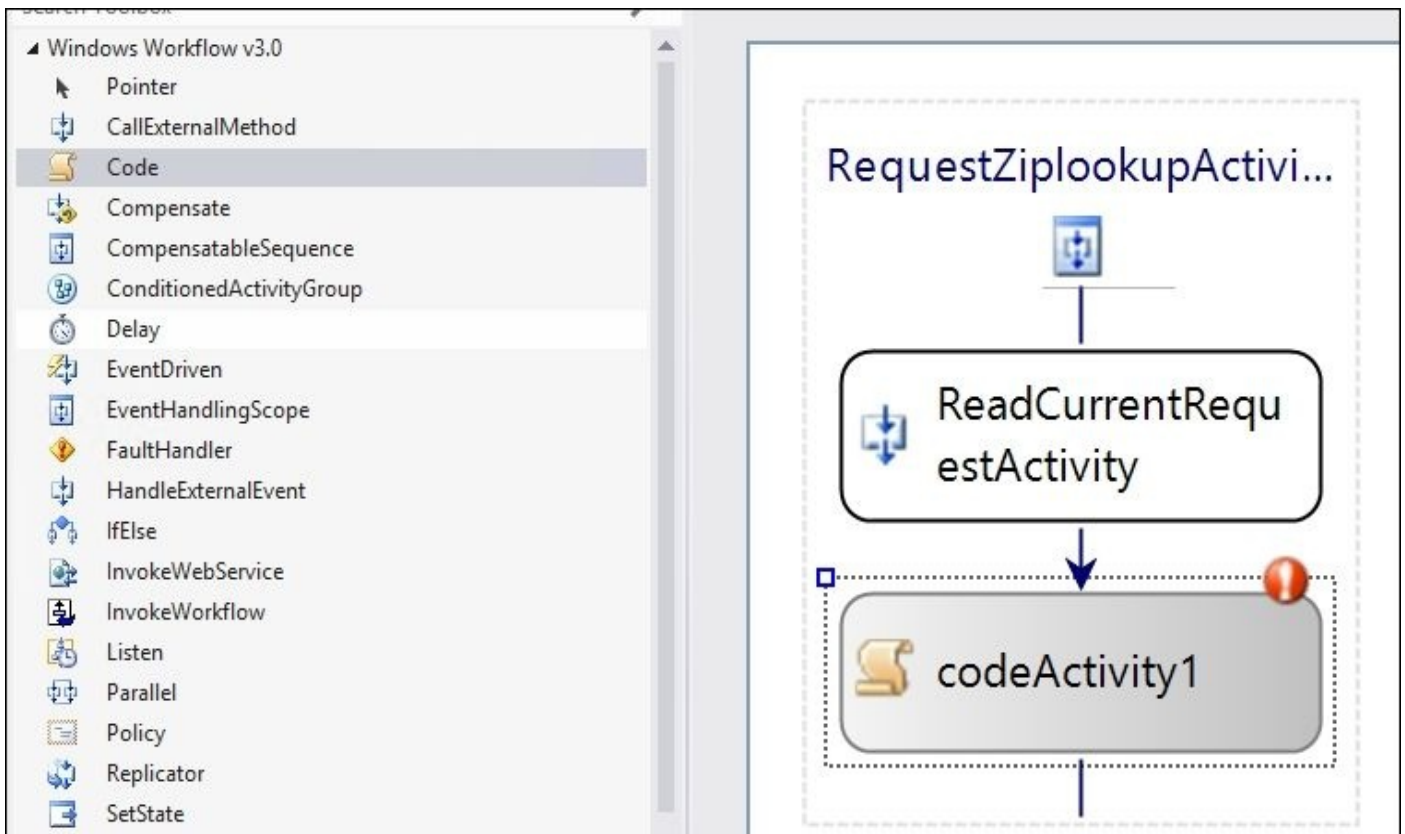 Windows Workflow v3.0
Pointer
CallExternalMethod
Code
Compensate
CompensatableSequence
ConditionedActivityGroup
Delay
EventDriven
EventHandlingScope
FaultHandler
HandleExternalEvent
IfElse
InvokeWebService
InvokeWorkflow
Listen
Parallel
Policy
Replicator
SetState
RequestZiplookupActivi...
ReadCurrentRequ
estActivity
codeActivity1